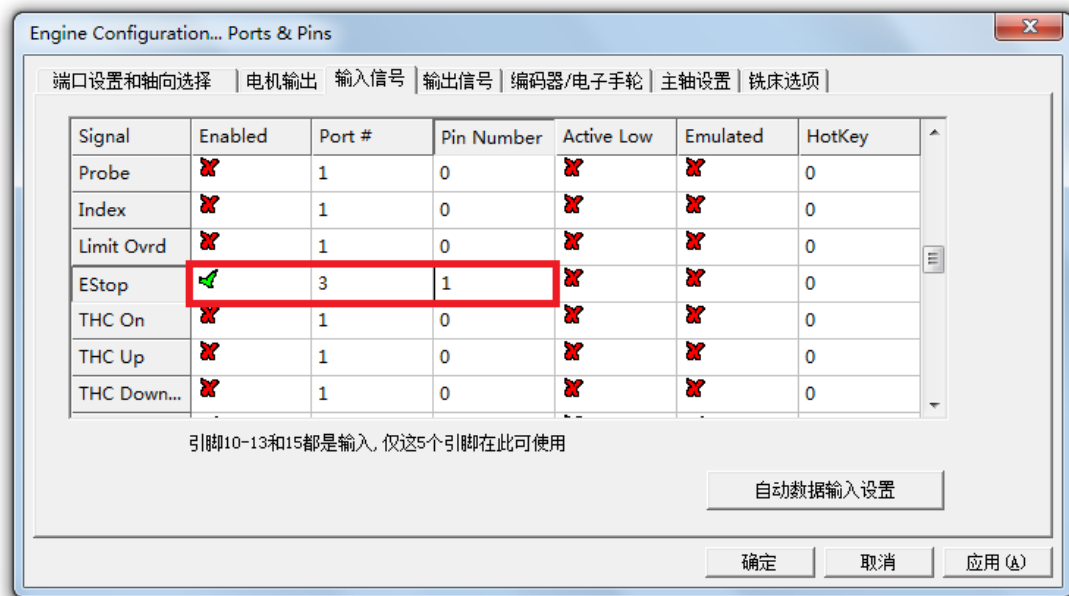 Engine Configuration... Ports & Pins
端口设置和轴向选择 电机输出 输入信号 输出信号 编码器/电子手轮 主轴设置 铣床选项
Signal Enabled Port # Pin Number Active Low Emulated HotKey
Probe 1 0 0
Index 1 0 0
Limit Ovrd 1 0 0
EStop 3 1 0
THC On 1 0 0
THC Up 1 0 0
THC Down... 1 0 0
引脚10-13和15都是输入,仅这5个引脚在此可使用
自动数据输入设置
确定 取消 应用(A)